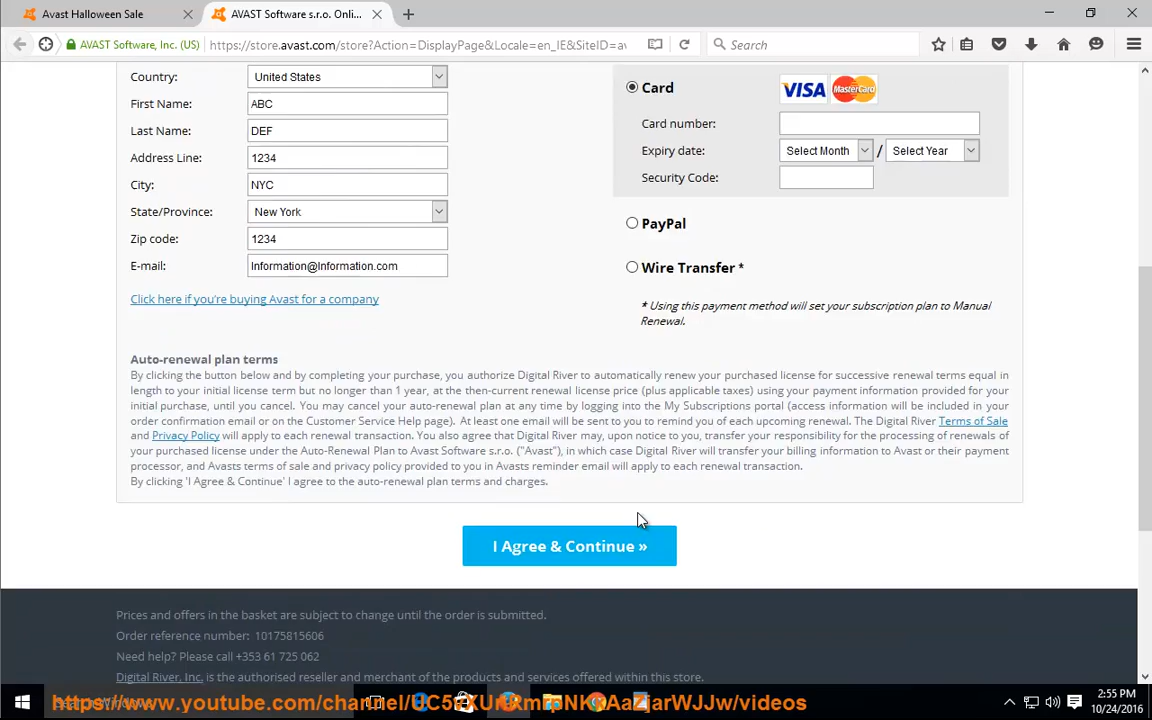 Avast Halloween Sale
AVAST Software s.r.o. Onli...
AVAST Software, Inc. (US)
https://store.avast.com/store?Action=DisplayPage&Locale=en_IE&SiteID=av
Search
Country:
United States
First Name:
ABC
Last Name:
DEF
Address Line:
1234
City:
NYC
State/Province:
New York
Zip code:
1234
E-mail:
Information@Information.com
Click here if you're buying Avast for a company
Card
VISA
MasterCard
Card number:
Expiry date:
Select Month
/
Select Year
Security Code:
PayPal
Wire Transfer *
* Using this payment method will set your subscription plan to Manual
Renewal.
Auto-renewal plan terms
By clicking the button below and by completing your purchase, you authorize Digital River to automatically renew your purchased license for successive renewal terms equal in
length to your initial license term but no longer than 1 year, at the then-current renewal license price (plus applicable taxes) using your payment information provided for your
initial purchase, until you cancel. You may cancel your auto-renewal plan at any time by logging into the My Subscriptions portal (access information will be included in your
order confirmation email or on the Customer Service Help page). At least one email will be sent to you to remind you of each upcoming renewal. The Digital River Terms of Sale
and Privacy Policy will apply to each renewal transaction. You also agree that Digital River may, upon notice to you, transfer your responsibility for the processing of renewals of
your purchased license under the Auto-Renewal Plan to Avast Software s.r.o. ("Avast"), in which case Digital River will transfer your billing information to Avast or their payment
processor, and Avasts terms of sale and privacy policy provided to you in Avasts reminder email will apply to each renewal transaction.
By clicking 'I Agree & Continue' I agree to the auto-renewal plan terms and charges.
I Agree & Continue »
Prices and offers in the basket are subject to change until the order is submitted.
Order reference number: 10175815606
Need help? Please call +353 61 725 062
Digital River, Inc. is the authorised reseller and merchant of the products and services offered within this store.
2:55 PM
10/24/2016